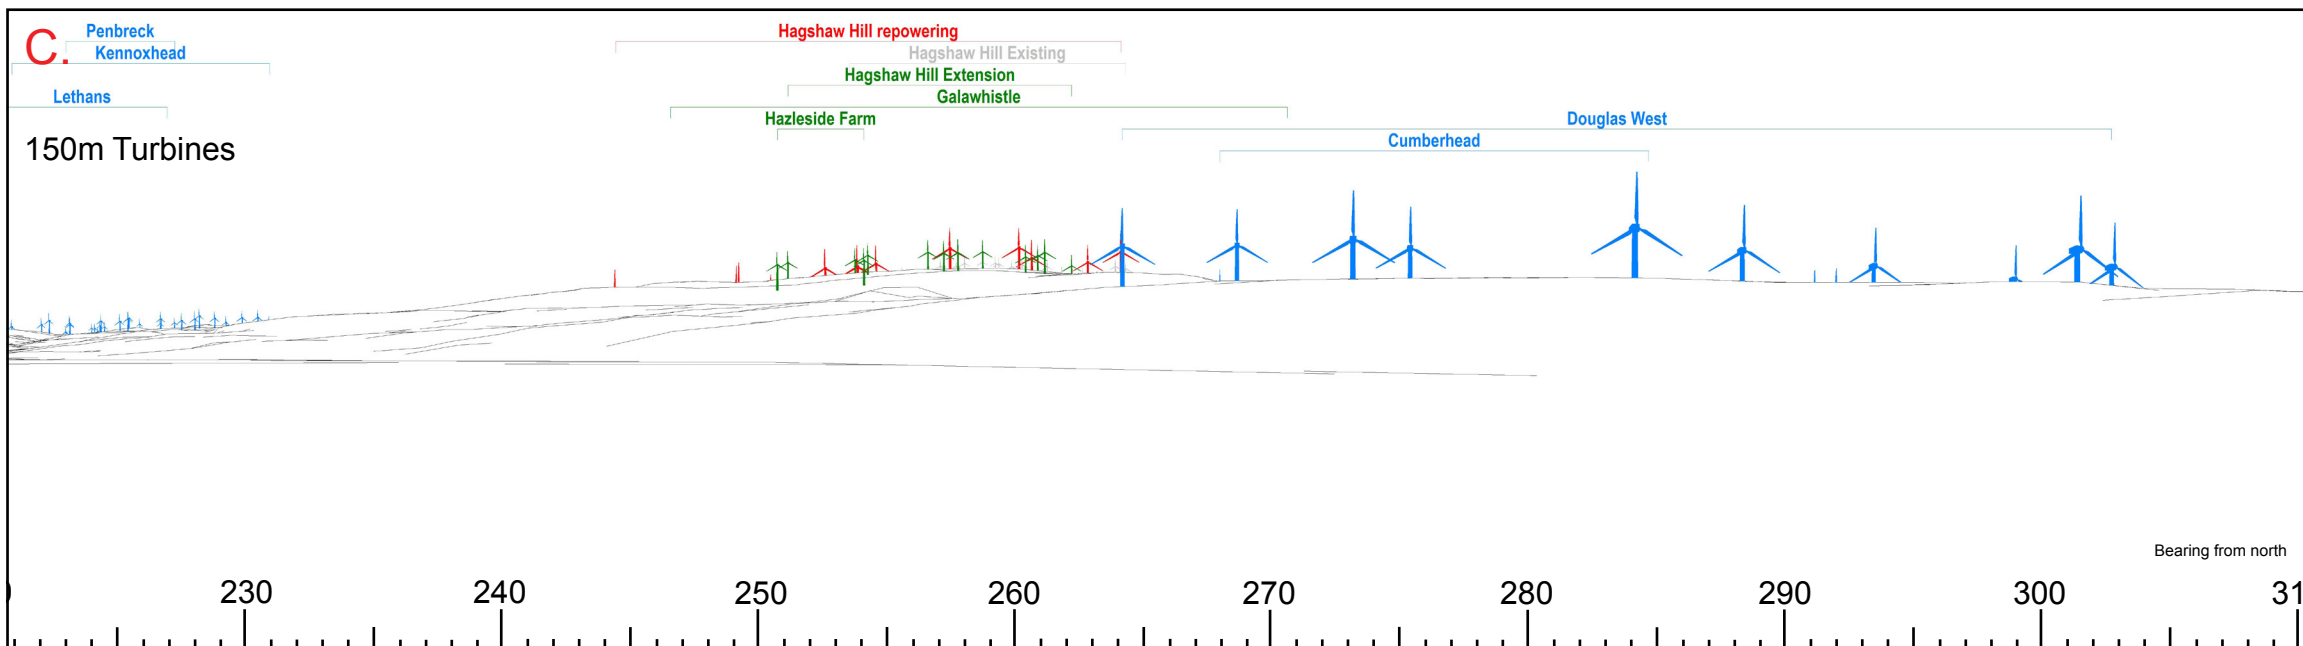 Penbreck
C.
Kennoxhead
Lethans
150m Turbines
Hagshaw Hill repowering
Hagshaw Hill Existing
Hagshaw Hill Extension
Galawhistle
Hazleside Farm
Douglas West
Cumberhead
Bearing from north
230 240 250 260 270 280 290 300 31